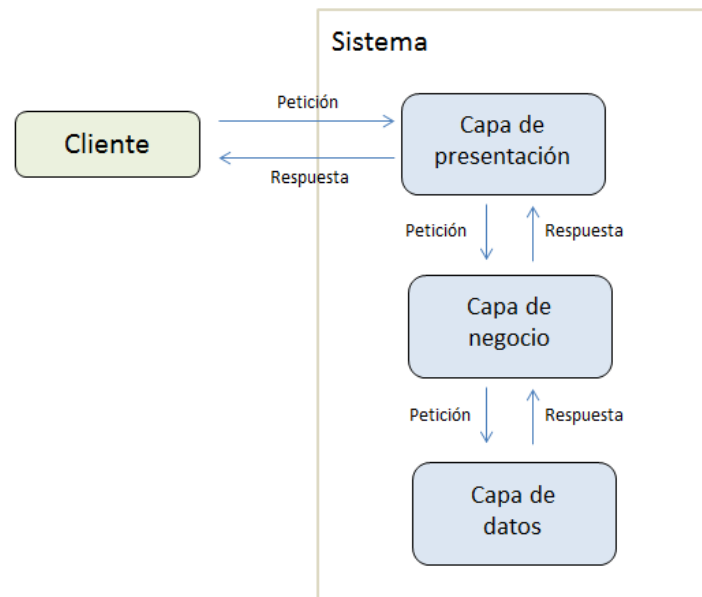 Sistema
Petición
Cliente
Capa de
presentación
Respuesta
Petición
Respuesta
Capa de
negocio
Petición
Respuesta
Capa de
datos